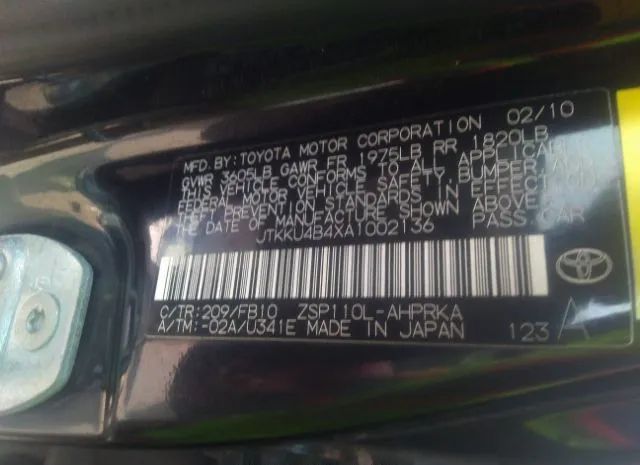 MFD. BY: TOYOTA MOTOR CORPORATION 02/10
GVWR 3605LB GAWR FR 1975LB RR 1820LB
THIS VEHICLE CONFORMS TO ALL APPLICABLE
FEDERAL MOTOR VEHICLE SAFETY, BUMPER, AND
THEFT PREVENTION STANDARDS IN EFFECT ON
THE DATE OF MANUFACTURE SHOWN ABOVE.
JTKKU4B4XA1002136 PASS.CAR
C/TR:209/FB10 ZSP110L-AHPRKA
A/TM:-02A/U341E MADE IN JAPAN 123 A